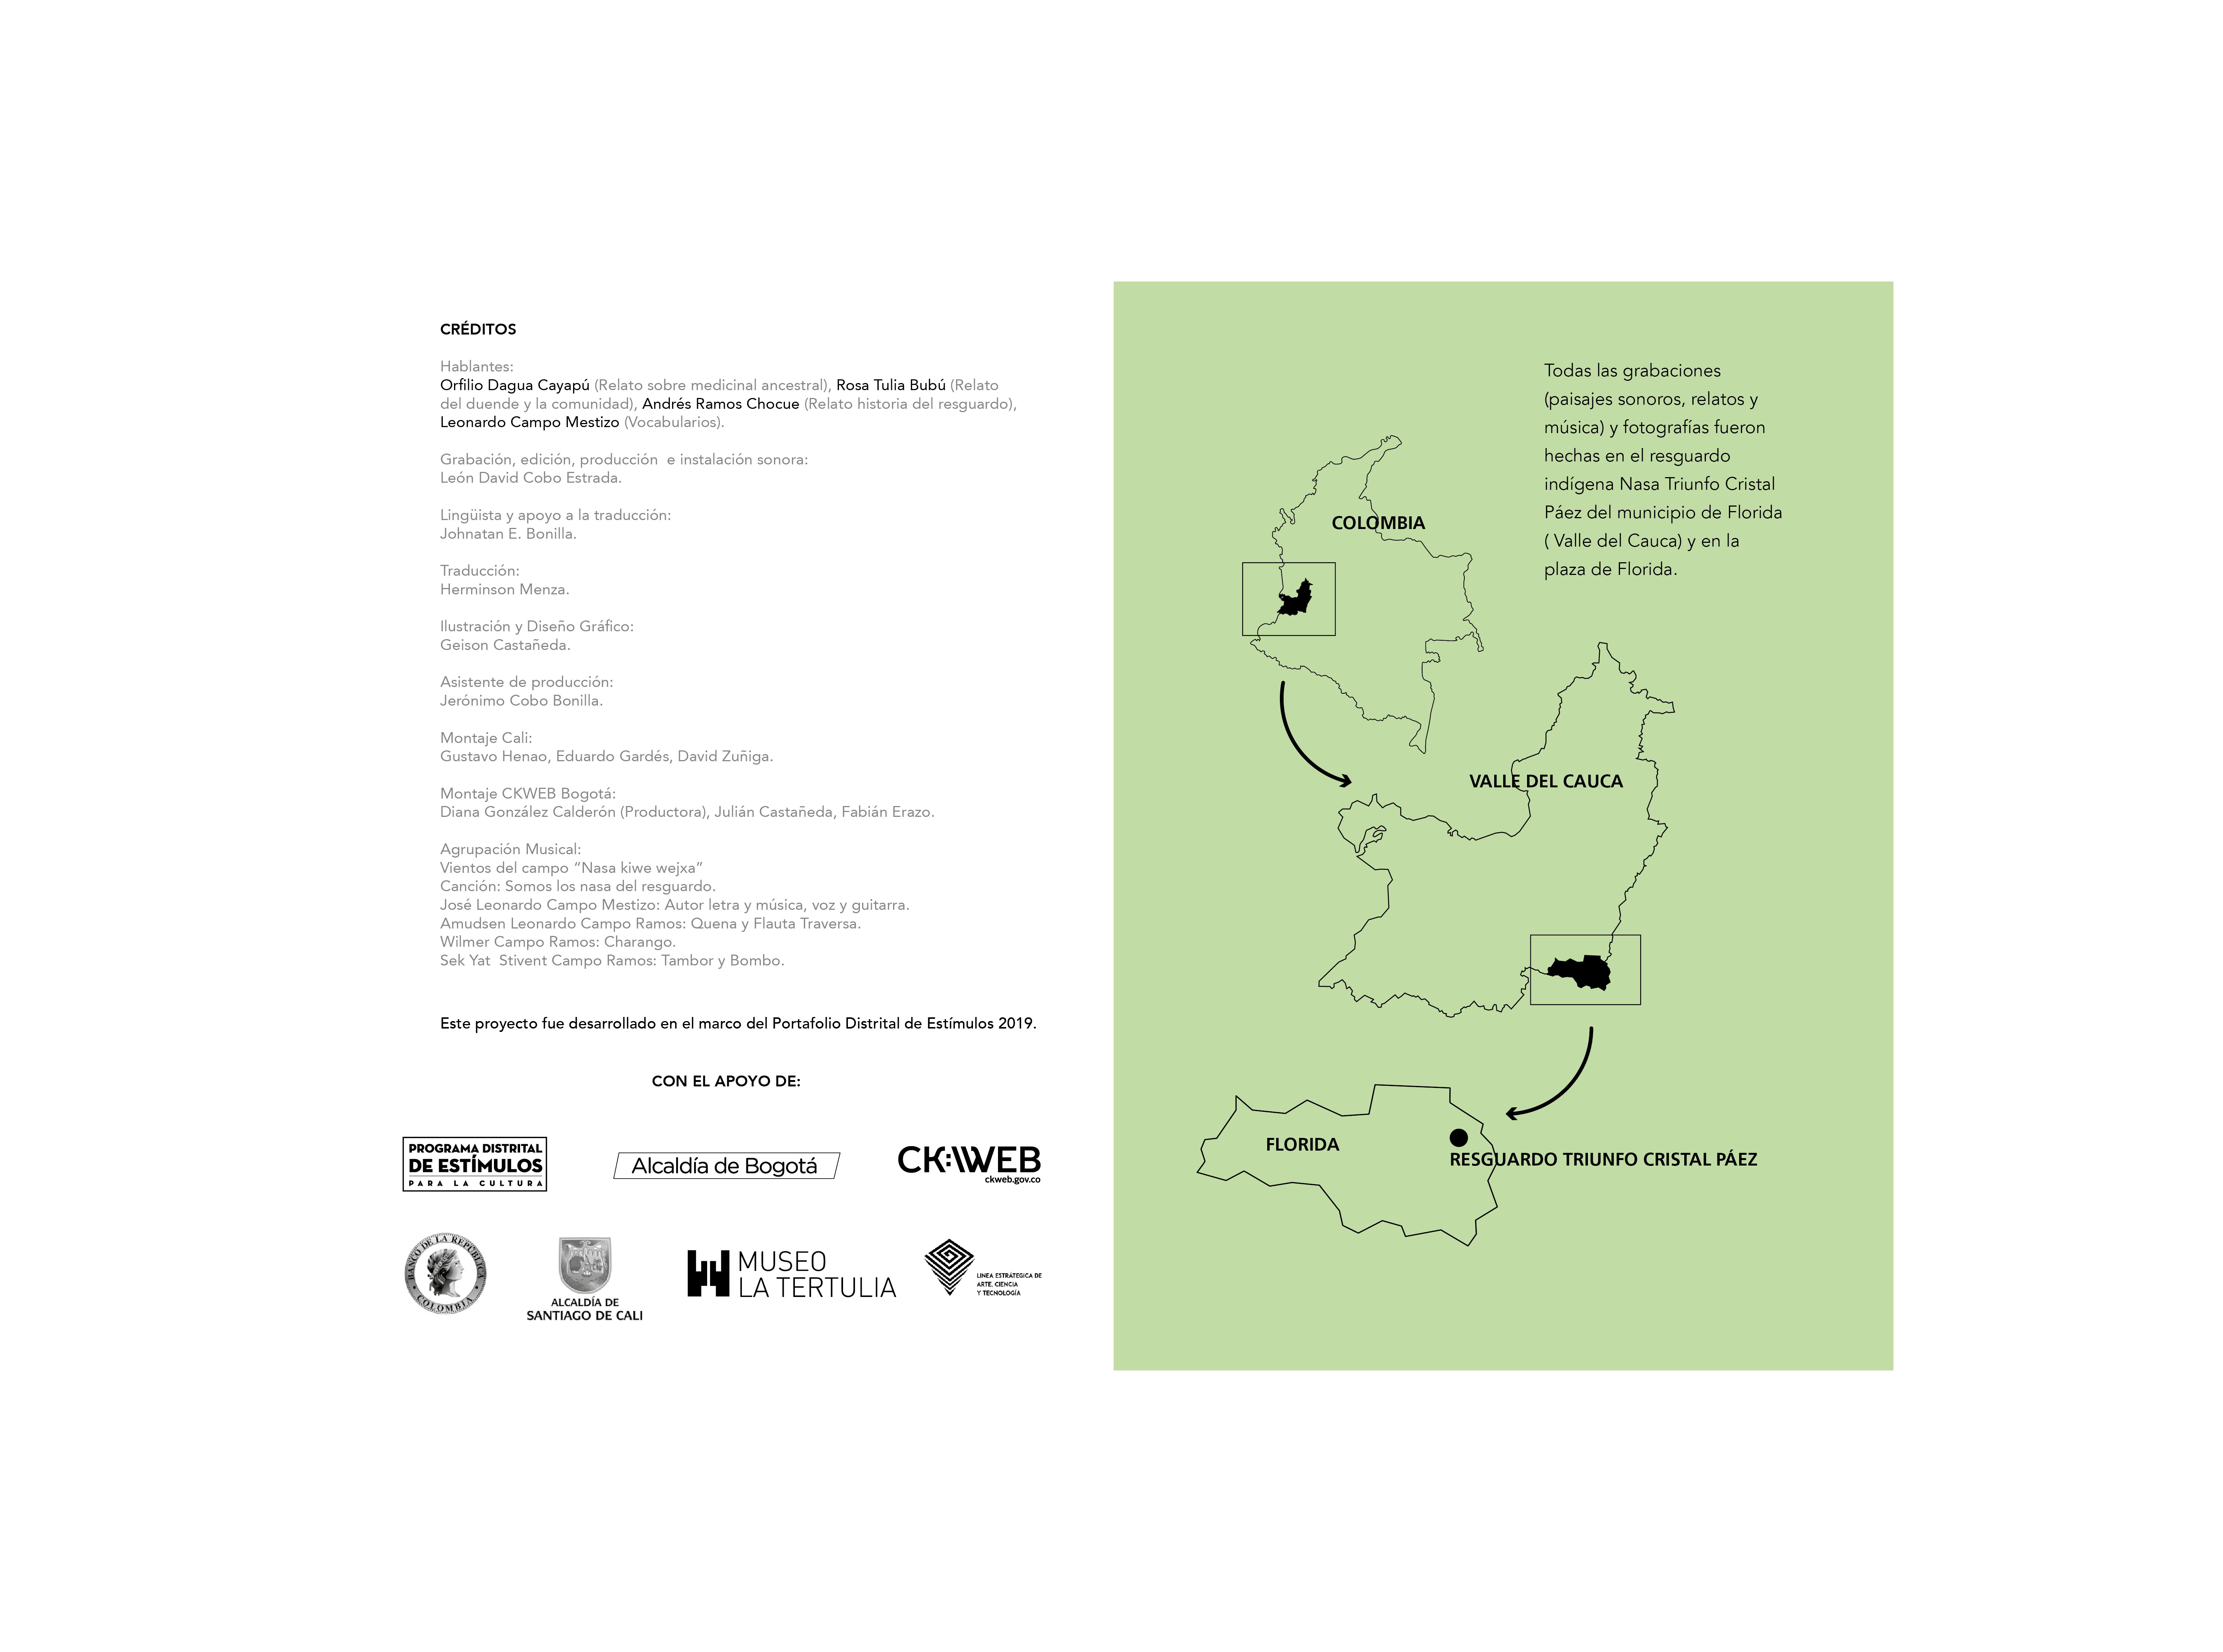 CRÉDITOS
Hablantes:
Orfilio Dagua Cayapú (Relato sobre medicinal ancestral), Rosa Tulia Bubú (Relato
del duende y la comunidad), Andrés Ramos Chocue (Relato historia del resguardo),
Leonardo Campo Mestizo (Vocabularios).
Grabación, edición, producción  e instalación sonora:
León David Cobo Estrada.
Lingüista y apoyo a la traducción:
Johnatan E. Bonilla.
Traducción:
Herminson Menza.
Ilustración y Diseño Gráfico:
Geison Castañeda.
Asistente de producción:
Jerónimo Cobo Bonilla.
Montaje Cali:
Gustavo Henao, Eduardo Gardés, David Zuñiga.
Montaje CKWEB Bogotá:
Diana González Calderón (Productora), Julián Castañeda, Fabián Erazo.
Agrupación Musical:
Vientos del campo “Nasa kiwe wejxa”
Canción: Somos los nasa del resguardo.
José Leonardo Campo Mestizo: Autor letra y música, voz y guitarra.
Amudsen Leonardo Campo Ramos: Quena y Flauta Traversa.
Wilmer Campo Ramos: Charango.
Sek Yat  Stivent Campo Ramos: Tambor y Bombo.
Este proyecto fue desarrollado en el marco del Portafolio Distrital de Estímulos 2019.
CON EL APOYO DE:
PROGRAMA DISTRITAL
DE ESTÍMULOS
PARA LA CULTURA
Alcaldía de Bogotá
CK:\WEB
ckweb.gov.co
BANCO DE LA REPÚBLICA
COLOMBIA
ALCALDÍA DE
SANTIAGO DE CALI
MUSEO
LA TERTULIA
LINEA ESTRÁTEGICA DE
ARTE, CIENCIA
Y TECNOLOGÍA
Todas las grabaciones
(paisajes sonoros, relatos y
música) y fotografías fueron
hechas en el resguardo
indígena Nasa Triunfo Cristal
Páez del municipio de Florida
( Valle del Cauca) y en la
plaza de Florida.
COLOMBIA
VALLE DEL CAUCA
FLORIDA
RESGUARDO TRIUNFO CRISTAL PÁEZ